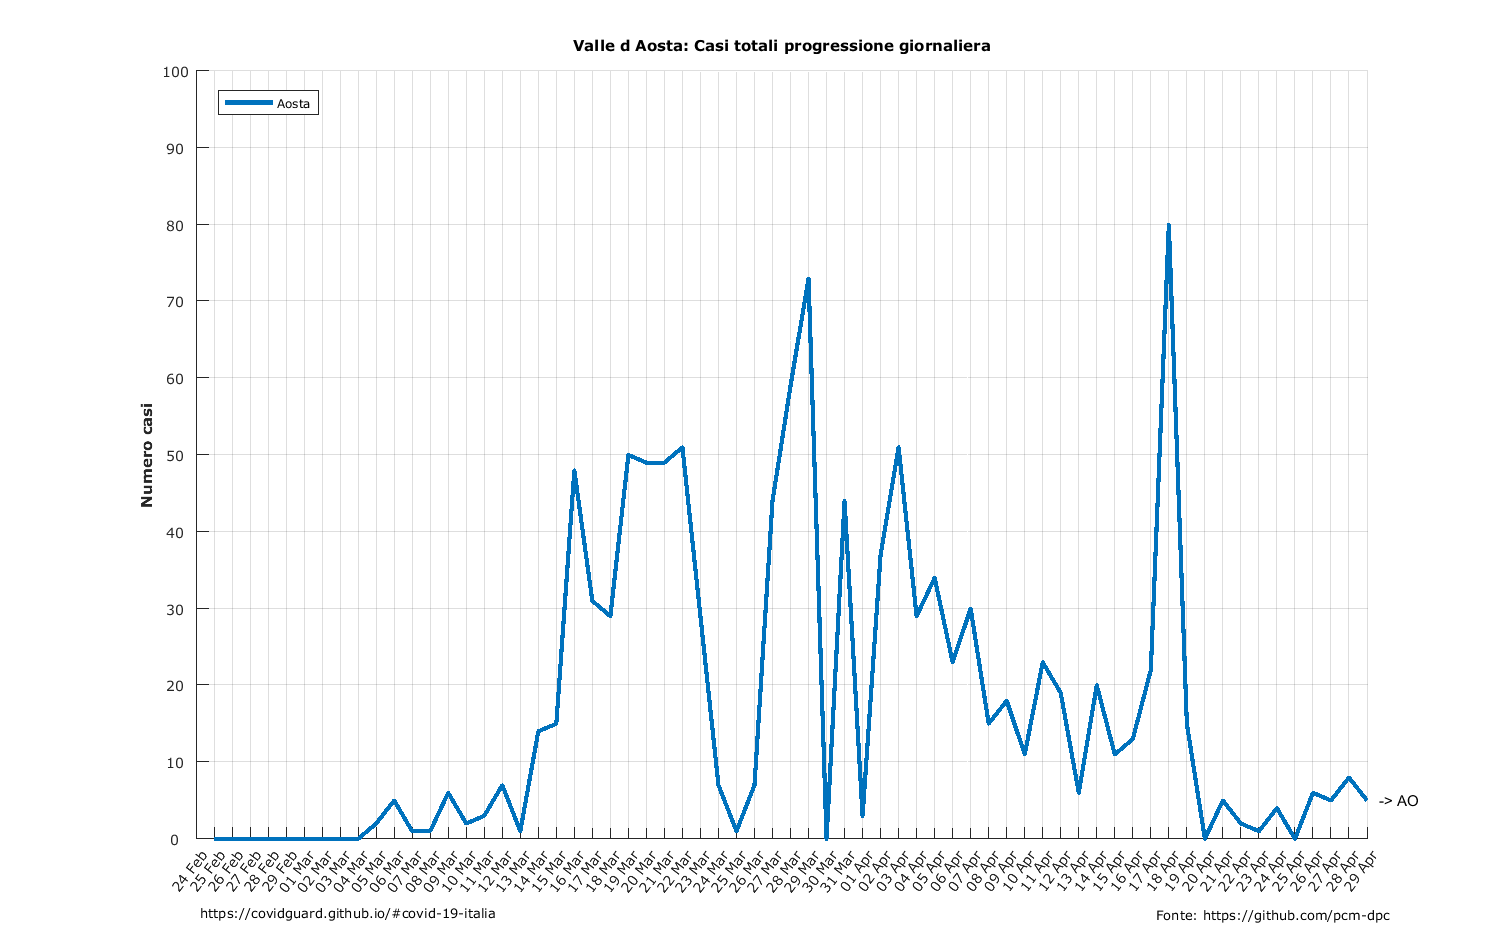 Valle d Aosta: Casi totali progressione giornaliera
Aosta
Numero casi
100
90
80
70
60
50
40
30
20
10
0
24 Feb
25 Feb
26 Feb
27 Feb
28 Feb
29 Feb
01 Mar
02 Mar
03 Mar
04 Mar
05 Mar
06 Mar
07 Mar
08 Mar
09 Mar
10 Mar
11 Mar
12 Mar
13 Mar
14 Mar
15 Mar
16 Mar
17 Mar
18 Mar
19 Mar
20 Mar
21 Mar
22 Mar
23 Mar
24 Mar
25 Mar
26 Mar
27 Mar
28 Mar
29 Mar
30 Mar
31 Mar
01 Apr
02 Apr
03 Apr
04 Apr
05 Apr
06 Apr
07 Apr
08 Apr
09 Apr
10 Apr
11 Apr
12 Apr
13 Apr
14 Apr
15 Apr
16 Apr
17 Apr
18 Apr
19 Apr
20 Apr
21 Apr
22 Apr
23 Apr
24 Apr
25 Apr
26 Apr
27 Apr
28 Apr
29 Apr
-> AO
https://covidguard.github.io/#covid-19-italia
Fonte: https://github.com/pcm-dpc